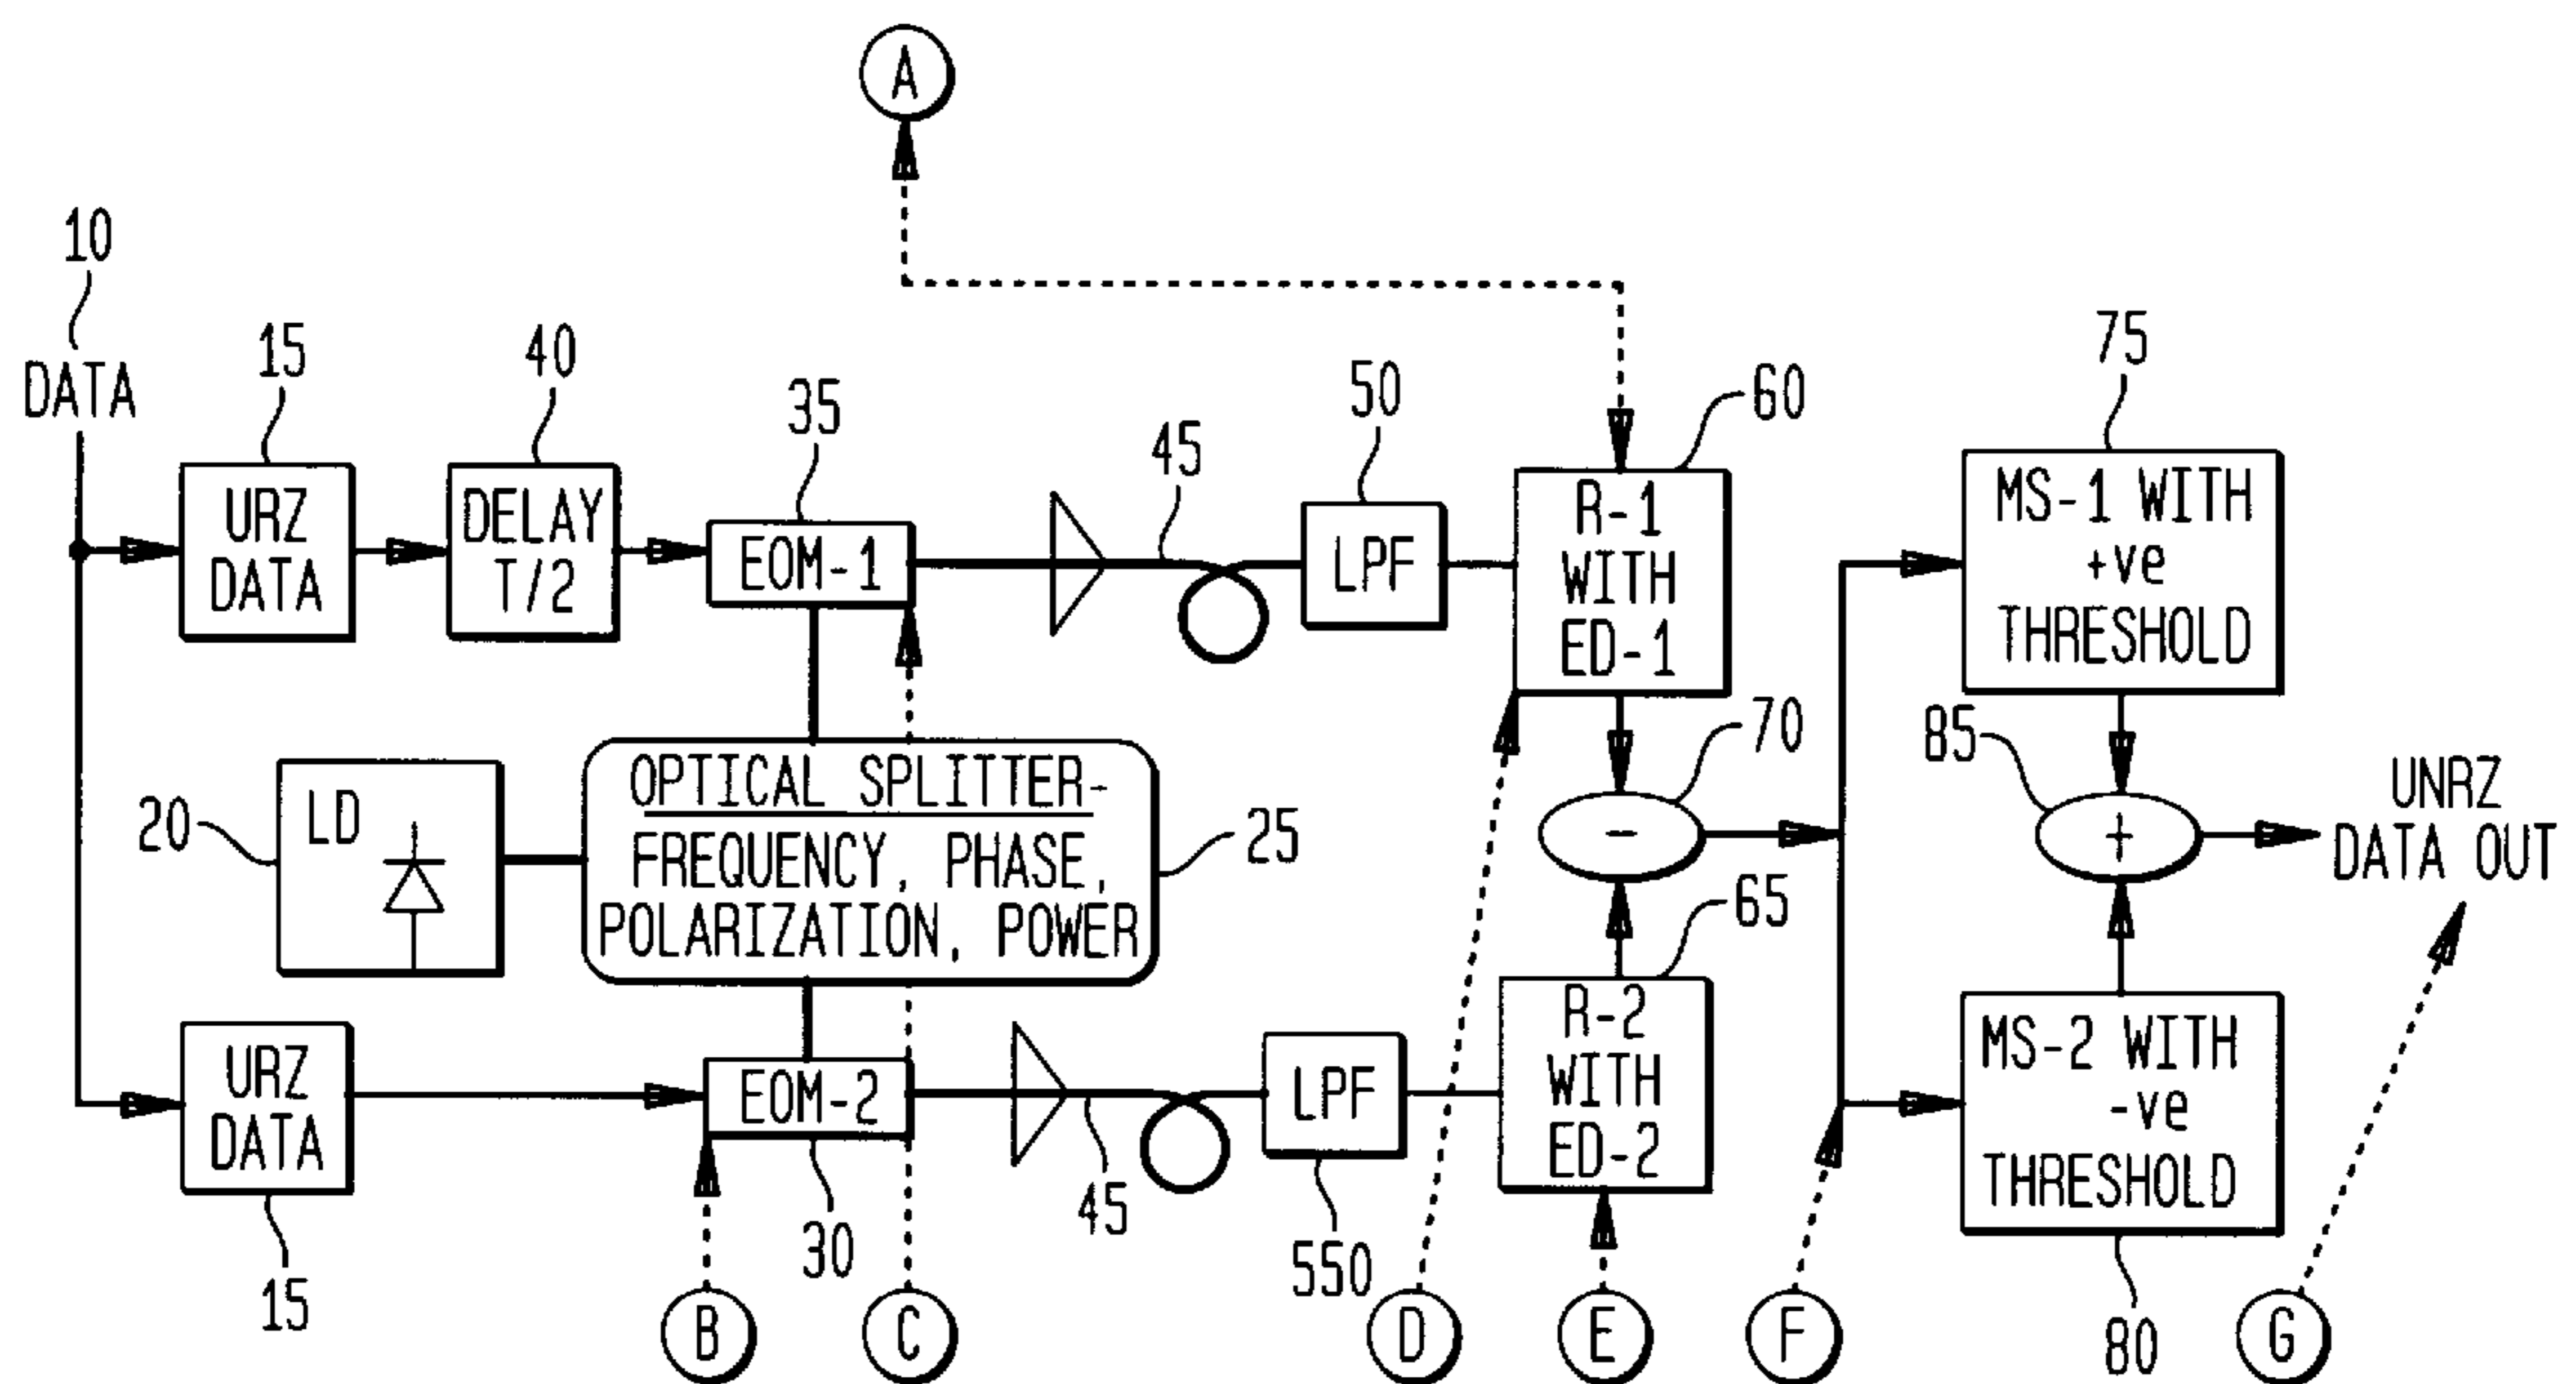 A
10
DATA
15
URZ
DATA
40
DELAY
T/2
35
EOM-1
45
50
LPF
60
R-1
WITH
ED-1
75
MS-1 WITH
+ve
THRESHOLD
20
LD
OPTICAL SPLITTER-
FREQUENCY, PHASE,
POLARIZATION, POWER
25
70
-
85
+
UNRZ
DATA OUT
URZ
DATA
15
EOM-2
30
45
LPF
550
65
R-2
WITH
ED-2
MS-2 WITH
-ve
THRESHOLD
80
B
C
D
E
F
G